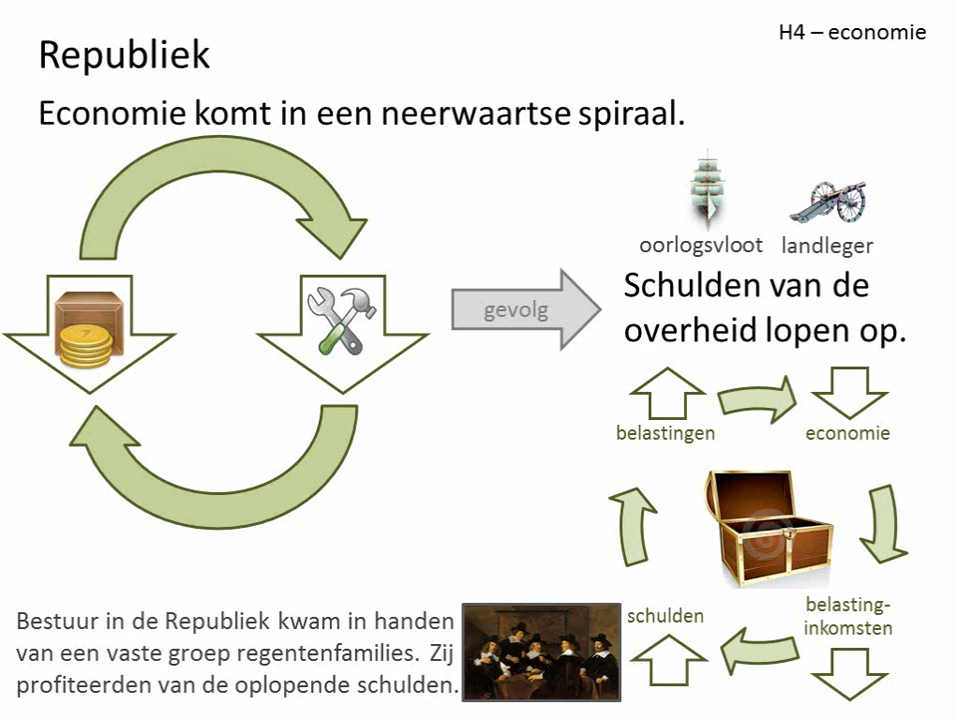 H4 – economie
Republiek
Economie komt in een neerwaartse spiraal.
oorlogsvloot
landleger
gevolg
Schulden van de
overheid lopen op.
belastingen
economie
belasting-
inkomsten
schulden
Bestuur in de Republiek kwam in handen
van een vaste groep regentenfamilies. Zij
profiteerden van de oplopende schulden.